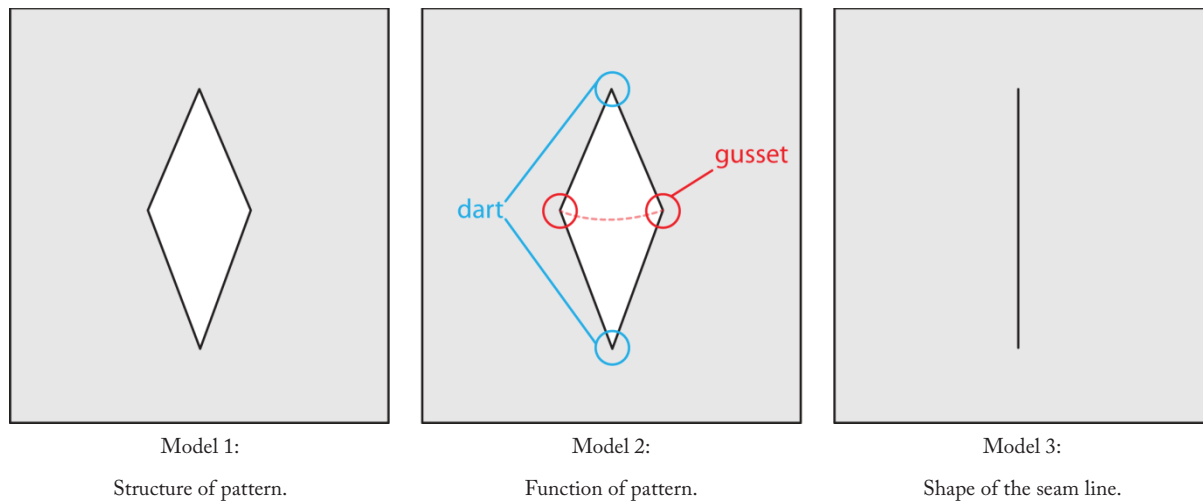 gusset
dart
Model 1:
Structure of pattern.
Model 2:
Function of pattern.
Model 3:
Shape of the seam line.